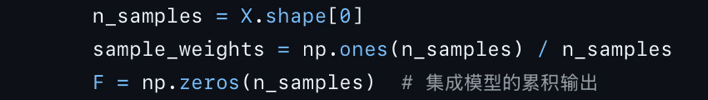 n_samples = X.shape[0]
sample_weights = np.ones(n_samples) / n_samples
F = np.zeros(n_samples)  # 集成模型的累积输出